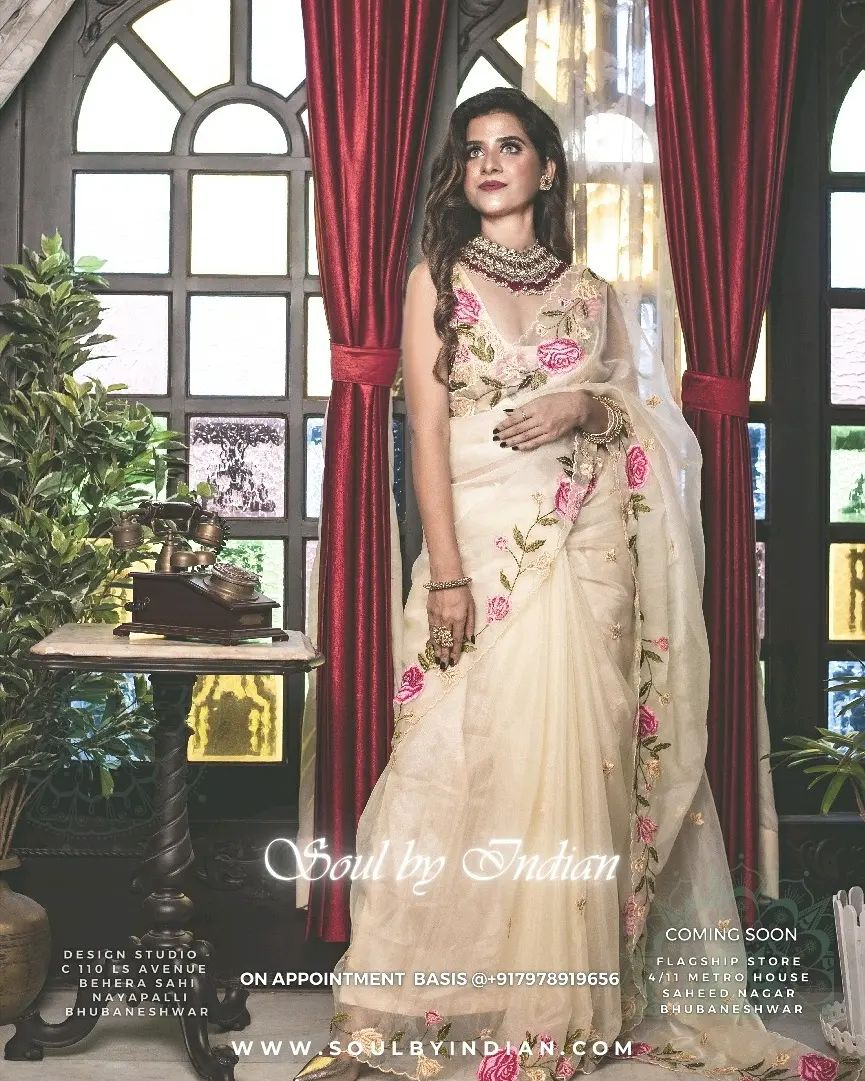 Soul by Indian
DESIGN STUDIO -
C 110 LS AVENUE
BEHERA SAHI
NAYAPALLI
BHUBANESHWAR
ON APPOINTMENT BASIS @+917978919656
COMING SOON
FLAGSHIP STORE
4/11 METRO HOUSE
SAHEED NAGAR
BHUBANESHWAR
WWW.SOULBYINDIAN.COM